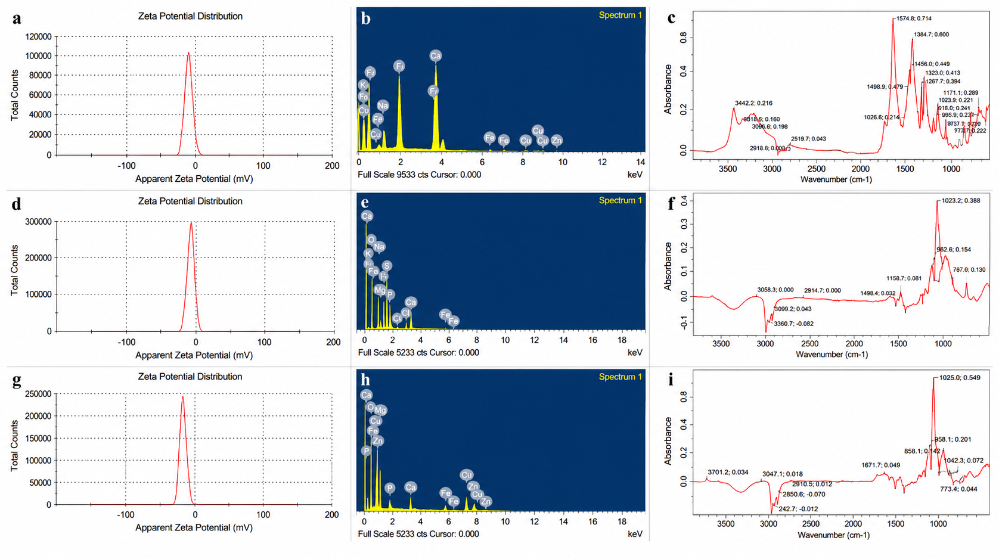 a
Zeta Potential Distribution
Total Counts
120000
100000
80000
60000
40000
20000
0
-100
0
100
200
Apparent Zeta Potential (mV)
b
Spectrum 1
Ca
K
Cu
Na
Fe
Cu
Fe
Fe
Cu
Cu
Cu
Zn
0 2 4 6 8 10 12 14
Full Scale 9533 cts Cursor: 0.000
keV
c
Absorbance
0.8
0.4
0.2
0.0
1574.8; 0.714
1384.7; 0.600
1456.0; 0.449
1323.0; 0.413
1267.7; 0.394
1498.9; 0.479
1171.1; 0.289
1023.9; 0.221
1026.6; 0.214
3442.2; 0.216
3096.6; 0.198
2519.7; 0.043
3500 3000 2500 2000 1500 1000
Wavenumber (cm-1)
d
Zeta Potential Distribution
Total Counts
300000
200000
100000
0
-100
0
100
200
Apparent Zeta Potential (mV)
e
Spectrum 1
Ca
O
Na
K
S
Mg
P
Ca
Cl
Fe
Fe
0 2 4 6 8 10 12 14 16 18
Full Scale 5233 cts Cursor: 0.000
keV
f
Absorbance
0.4
0.3
0.2
0.1
0.0
-0.1
1023.2; 0.388
962.6; 0.154
787.6; 0.130
1158.7; 0.081
1498.4; 0.032
3058.3; 0.000
2914.7; 0.000
3099.2; 0.043
3360.7; -0.082
3500 3000 2500 2000 1500 1000
Wavenumber (cm-1)
g
Zeta Potential Distribution
Total Counts
250000
200000
150000
100000
50000
0
-100
0
100
200
Apparent Zeta Potential (mV)
h
Spectrum 1
Ca
O
Mg
Cu
Fe
Zn
P
P
Ca
Fe
Fe
Cu
Zn
Cu
Zn
0 2 4 6 8 10 12 14 16 18
Full Scale 5233 cts Cursor: 0.000
keV
i
Absorbance
0.8
0.4
0.2
0.0
1025.0; 0.549
958.1; 0.201
858.1; 0.142
1042.3; 0.072
1671.7; 0.049
773.4; 0.044
3701.2; 0.034
3047.1; 0.018
2910.5; 0.012
2850.6; -0.070
242.7; -0.012
3500 3000 2500 2000 1500 1000
Wavenumber (cm-1)